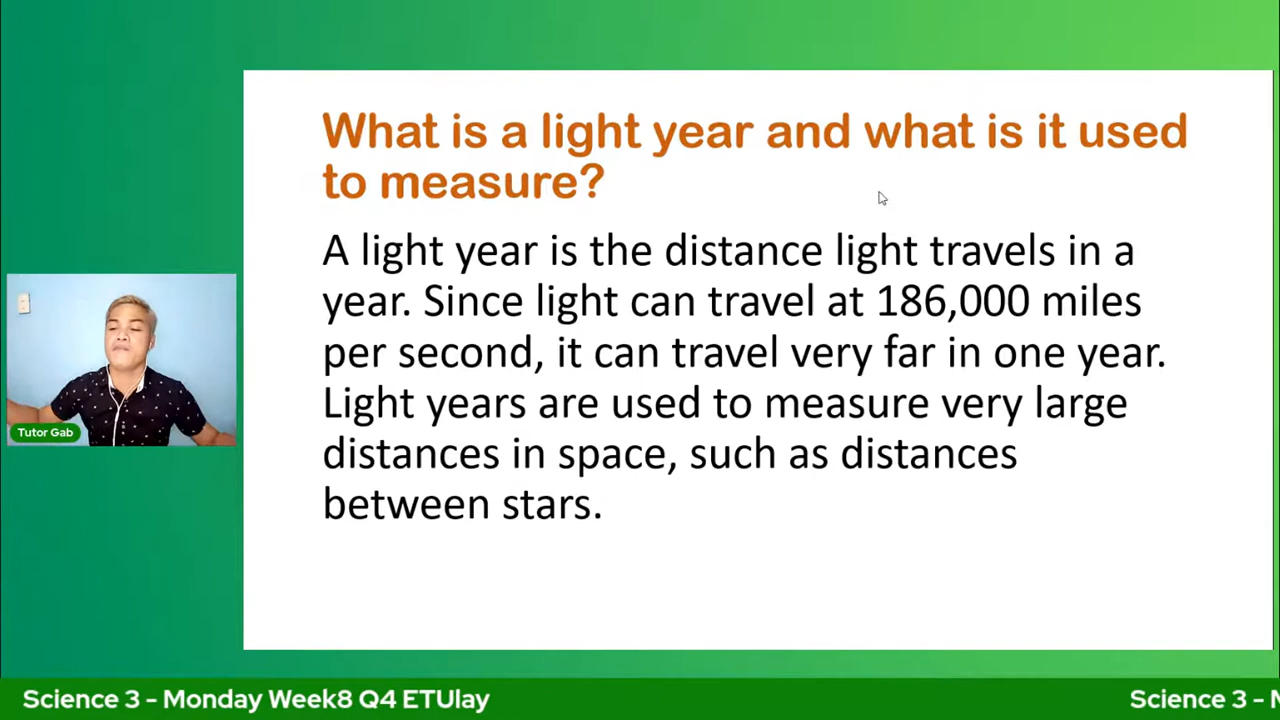 What is a light year and what is it used
to measure?
A light year is the distance light travels in a
year. Since light can travel at 186,000 miles
per second, it can travel very far in one year.
Light years are used to measure very large
distances in space, such as distances
between stars.
Tutor Gab
Science 3 - Monday Week8 Q4 ETUlay
Science 3 - M